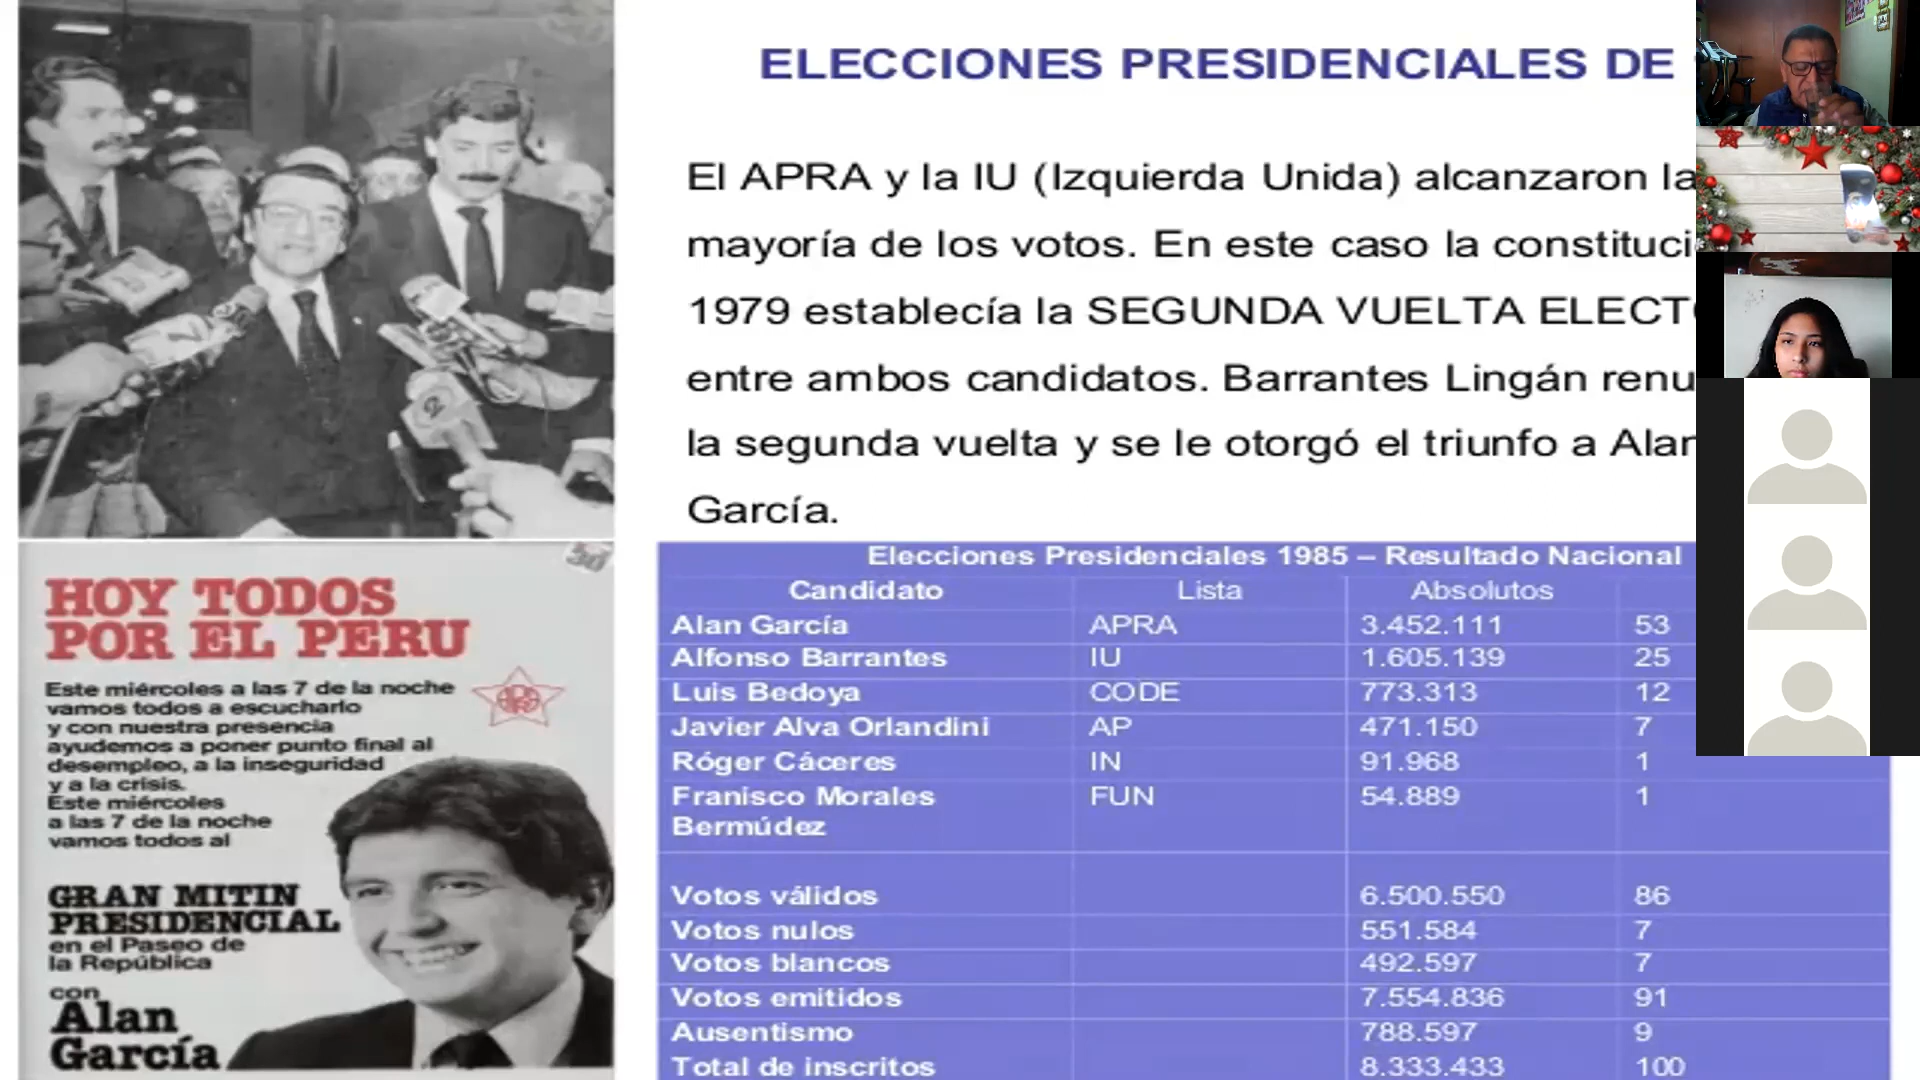 ELECCIONES PRESIDENCIALES DE
El APRA y la IU (Izquierda Unida) alcanzaron la
mayoría de los votos. En este caso la constituci
1979 establecía la SEGUNDA VUELTA ELECT
entre ambos candidatos. Barrantes Lingán renu
la segunda vuelta y se le otorgó el triunfo a Alan
García.
HOY TODOS
POR EL PERU
Este miércoles a las 7 de la noche
vamos todos a escucharlo
y con nuestra presencia
ayudemos a poner punto final al
desempleo, a la inseguridad
y a la crisis.
Este miércoles
a las 7 de la noche
vamos todos al
GRAN MITIN
PRESIDENCIAL
en el Paseo de
la República
con
Alan
García
Elecciones Presidenciales 1985 – Resultado Nacional
Candidato Lista Absolutos
Alan García APRA 3.452.111 53
Alfonso Barrantes IU 1.605.139 25
Luis Bedoya CODE 773.313 12
Javier Alva Orlandini AP 471.150 7
Róger Cáceres IN 91.968 1
Franisco Morales FUN 54.889 1
Bermúdez
Votos válidos 6.500.550 86
Votos nulos 551.584 7
Votos blancos 492.597 7
Votos emitidos 7.554.836 91
Ausentismo 788.597 9
Total de inscritos 8.333.433 100